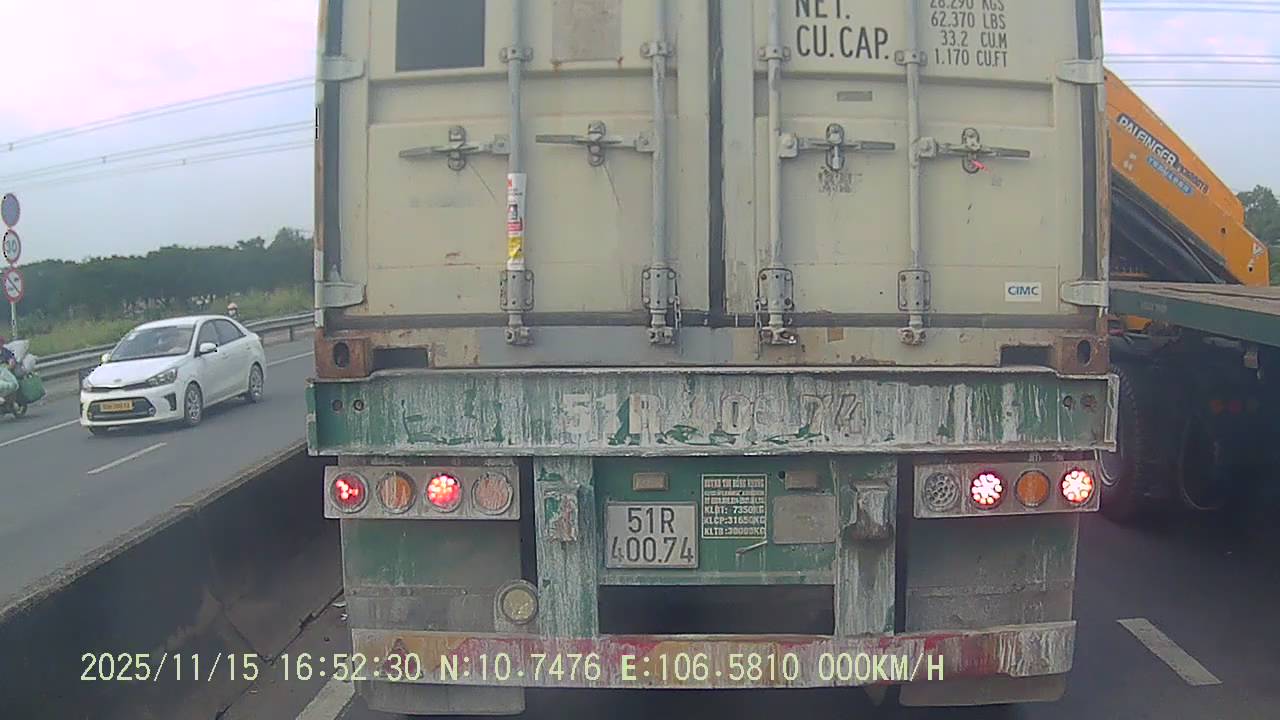 NET.
28.290 KGS
62.370 LBS
CU.CAP.
33.2 CU.M
1.170 CU.FT
PALFINGER
CIMC
51R 400 74
51R
400.74
KLBT: 7350KG
KLCP:31650KG
KLTB:39000KG
2025/11/15 16:52:30 N:10.7476 E:106.5810 000KM/H